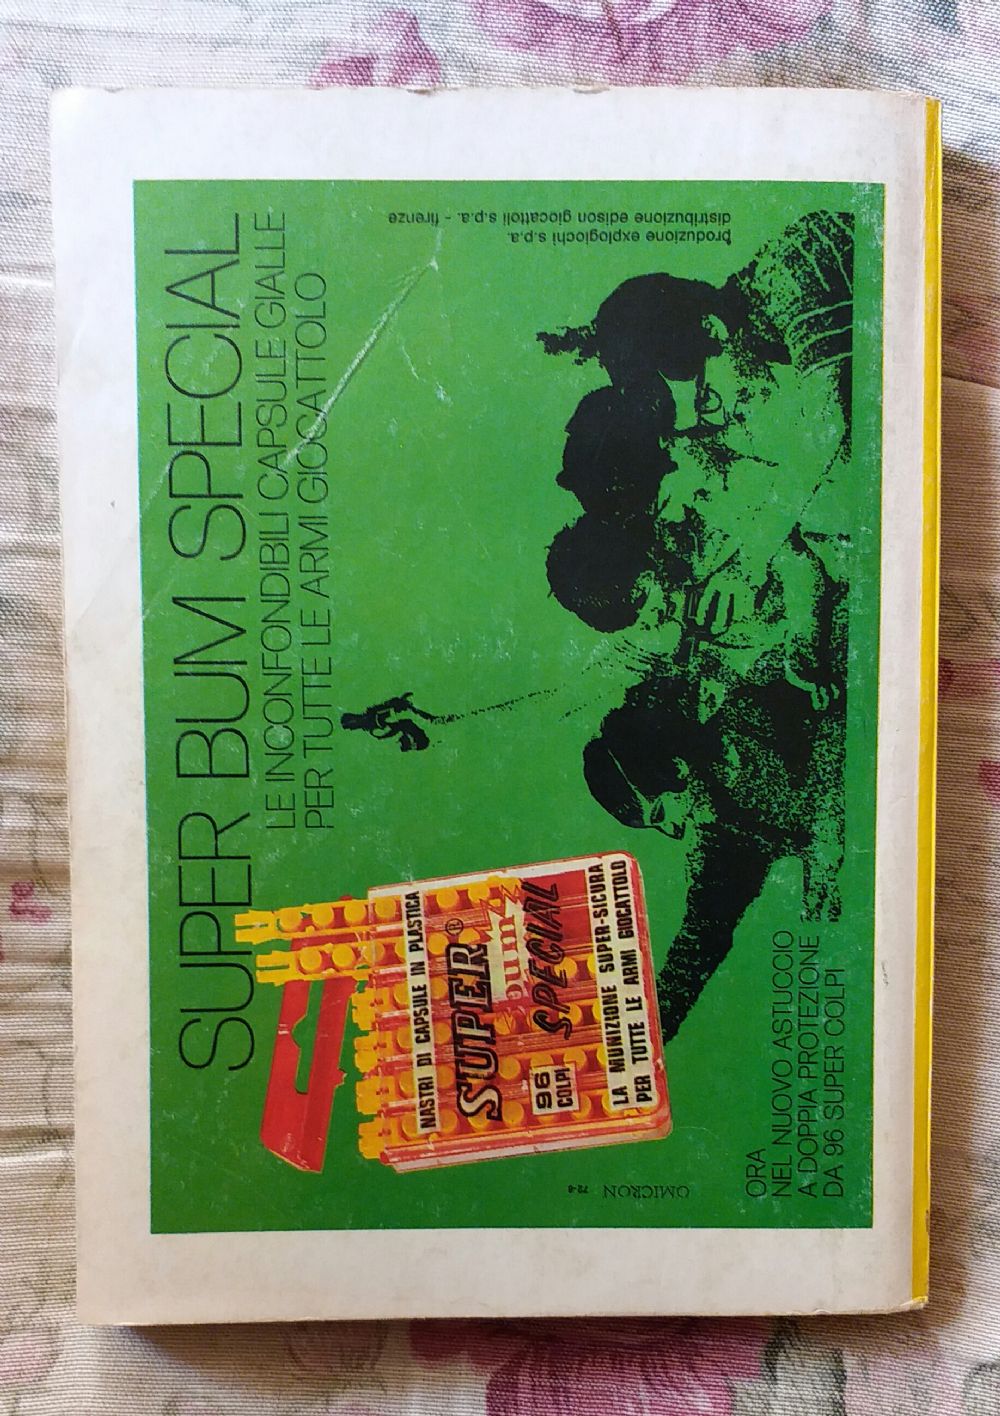 SUPER BUM SPECIAL
LE INCONFONDIBILI CAPSULE GIALLE
PER TUTTE LE ARMI GIOCATTOLO
NASTRI DI CAPSULE IN PLASTICA
SUPER®
bum
SPECIAL
96
COLPI
LA MUNIZIONE SUPER-SICURA
PER TUTTE LE ARMI GIOCATTOLO
ORA
NEL NUOVO ASTUCCIO
A DOPPIA PROTEZIONE
DA 96 SUPER COLPI
produzione explogiochi s.p.a.
distribuzione edison giocattoli s.p.a. - firenze
OMICRON 72-6